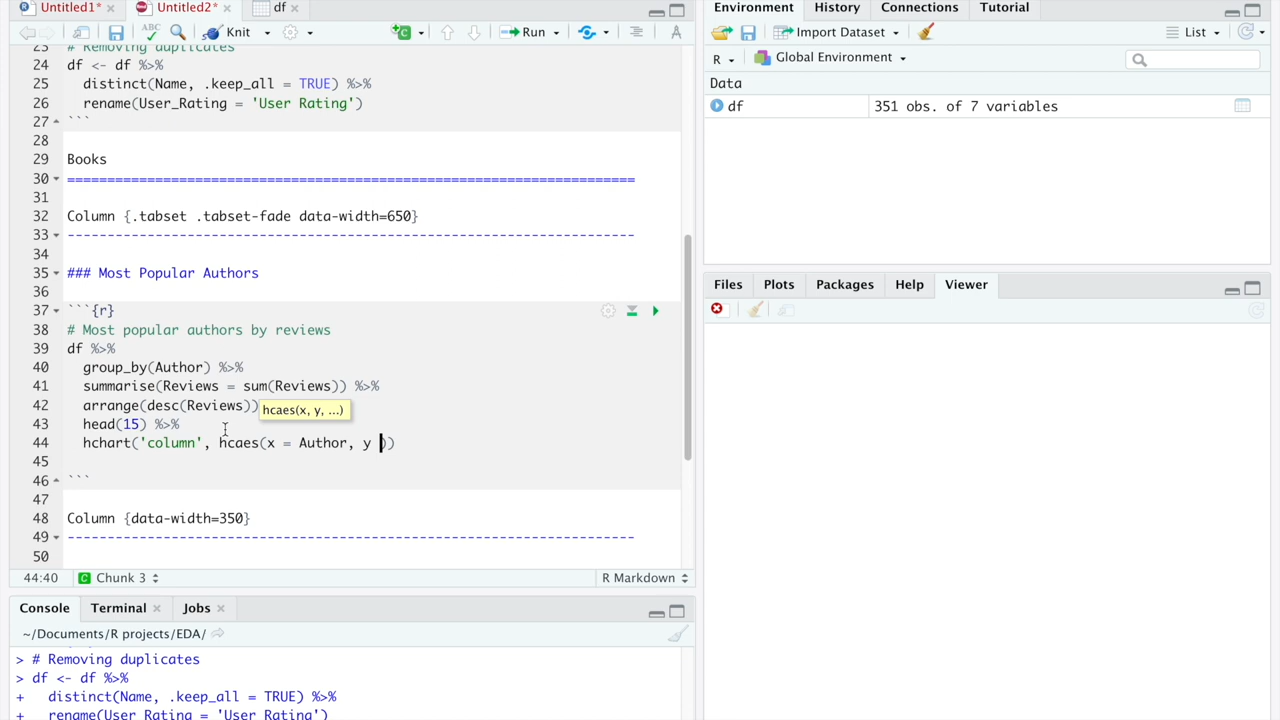 Untitled1* Untitled2* df
Knit Run
# Removing duplicates
24 df <- df %>%
25 distinct(Name, .keep_all = TRUE) %>%
26 rename(User_Rating = 'User Rating')
27 ```
28
29 Books
30 =======================================================================
31
32 Column {.tabset .tabset-fade data-width=650}
33 -----------------------------------------------------------------------
34
35 ### Most Popular Authors
36
37 ```{r}
38 # Most popular authors by reviews
39 df %>%
40 group_by(Author) %>%
41 summarise(Reviews = sum(Reviews)) %>%
42 arrange(desc(Reviews))
hcaes(x, y, ...)
43 head(15) %>%
44 hchart('column', hcaes(x = Author, y ))
45
46 ```
47
48 Column {data-width=350}
49 -----------------------------------------------------------------------
50
44:40 C Chunk 3 R Markdown
Console Terminal Jobs
~/Documents/R projects/EDA/
> # Removing duplicates
> df <- df %>%
+ distinct(Name, .keep_all = TRUE) %>%
+ rename(User_Rating = 'User Rating')
Environment History Connections Tutorial
Import Dataset List
R Global Environment
Data
df 351 obs. of 7 variables
Files Plots Packages Help Viewer